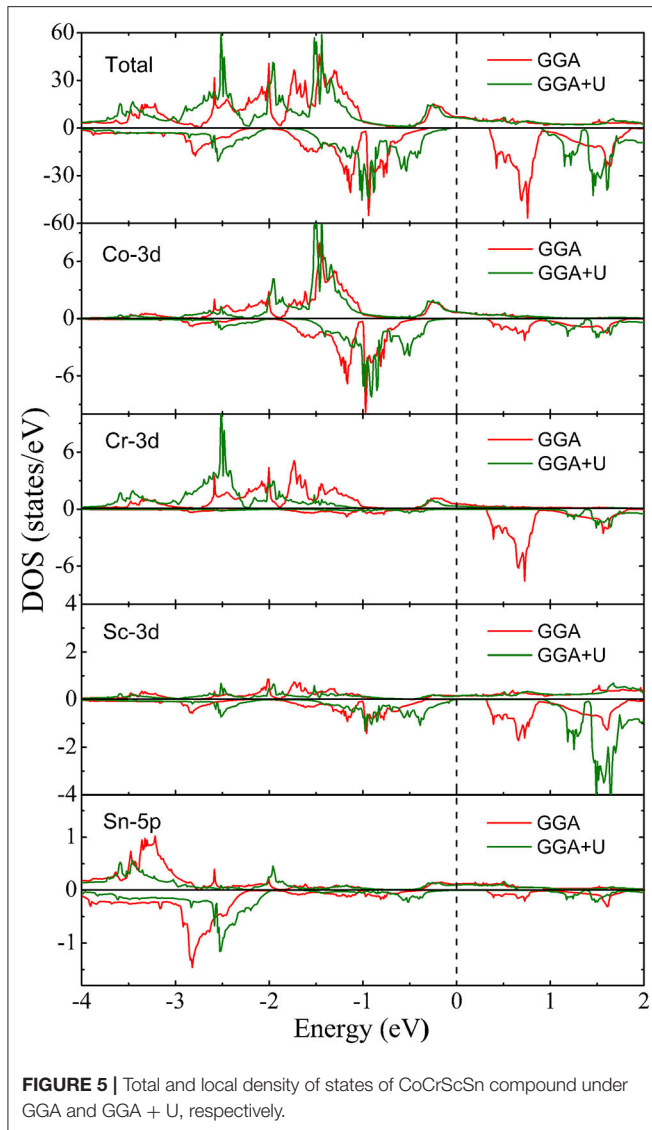 60
Total
GGA
GGA+U
30
0
-30
-60
Co-3d
GGA
GGA+U
6
0
-6
Cr-3d
GGA
GGA+U
6
0
-6
4
Sc-3d
GGA
GGA+U
2
0
-2
-4
Sn-5p
GGA
GGA+U
1
0
-1
DOS (states/eV)
-4 -3 -2 -1 0 1 2
Energy (eV)
FIGURE 5 | Total and local density of states of CoCrScSn compound under
GGA and GGA + U, respectively.